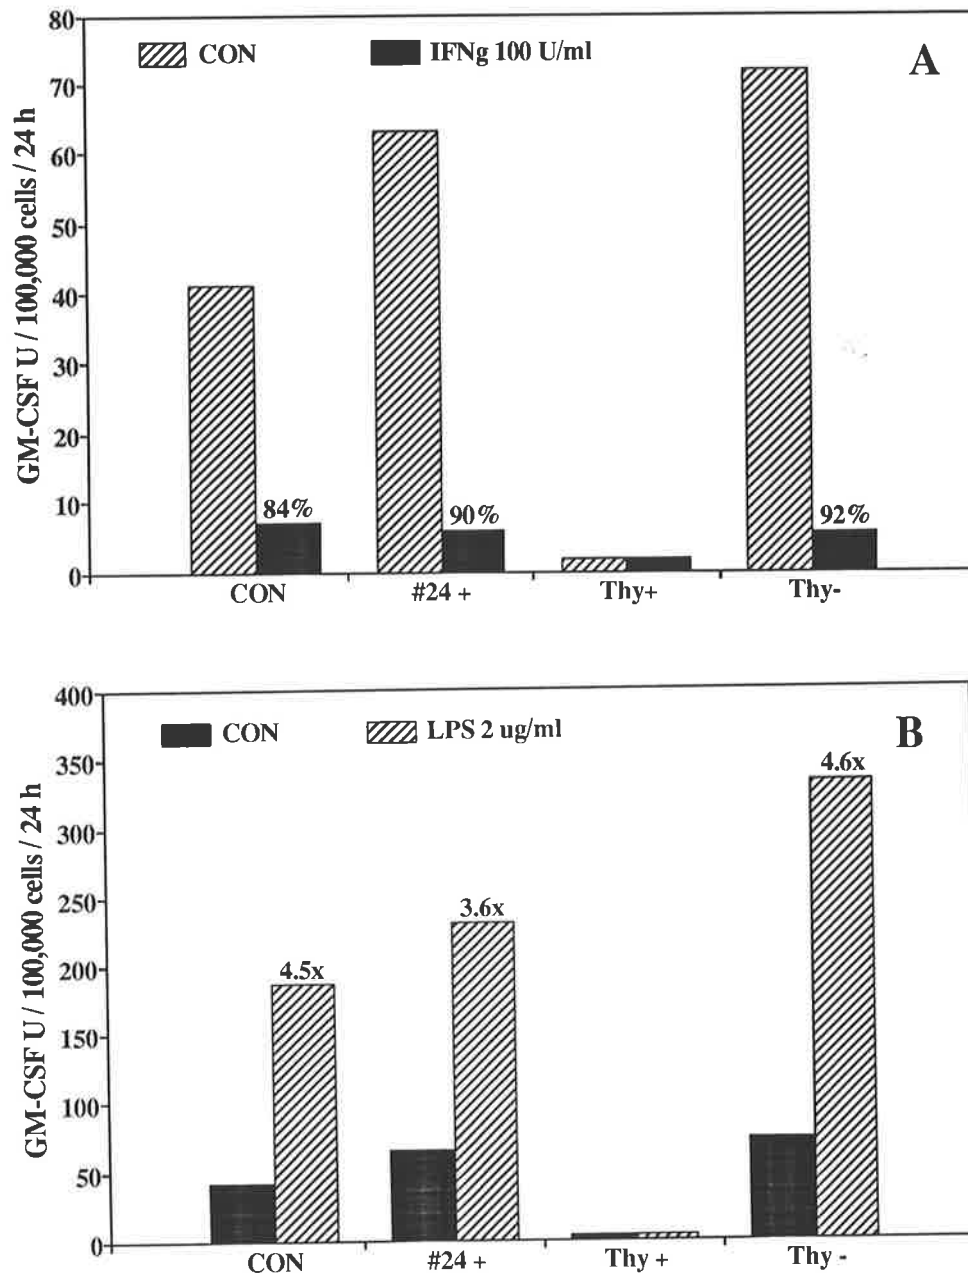 80
CON IFNg 100 U/ml A
70
60
50
40
30
20
10
0
84% 90% 92%
CON #24 + Thy+ Thy-
GM-CSF U / 100,000 cells / 24 h
400
CON LPS 2 ug/ml B
350
300
250
200
150
100
50
0
4.5x 3.6x 4.6x
CON #24 + Thy + Thy -
GM-CSF U / 100,000 cells / 24 h